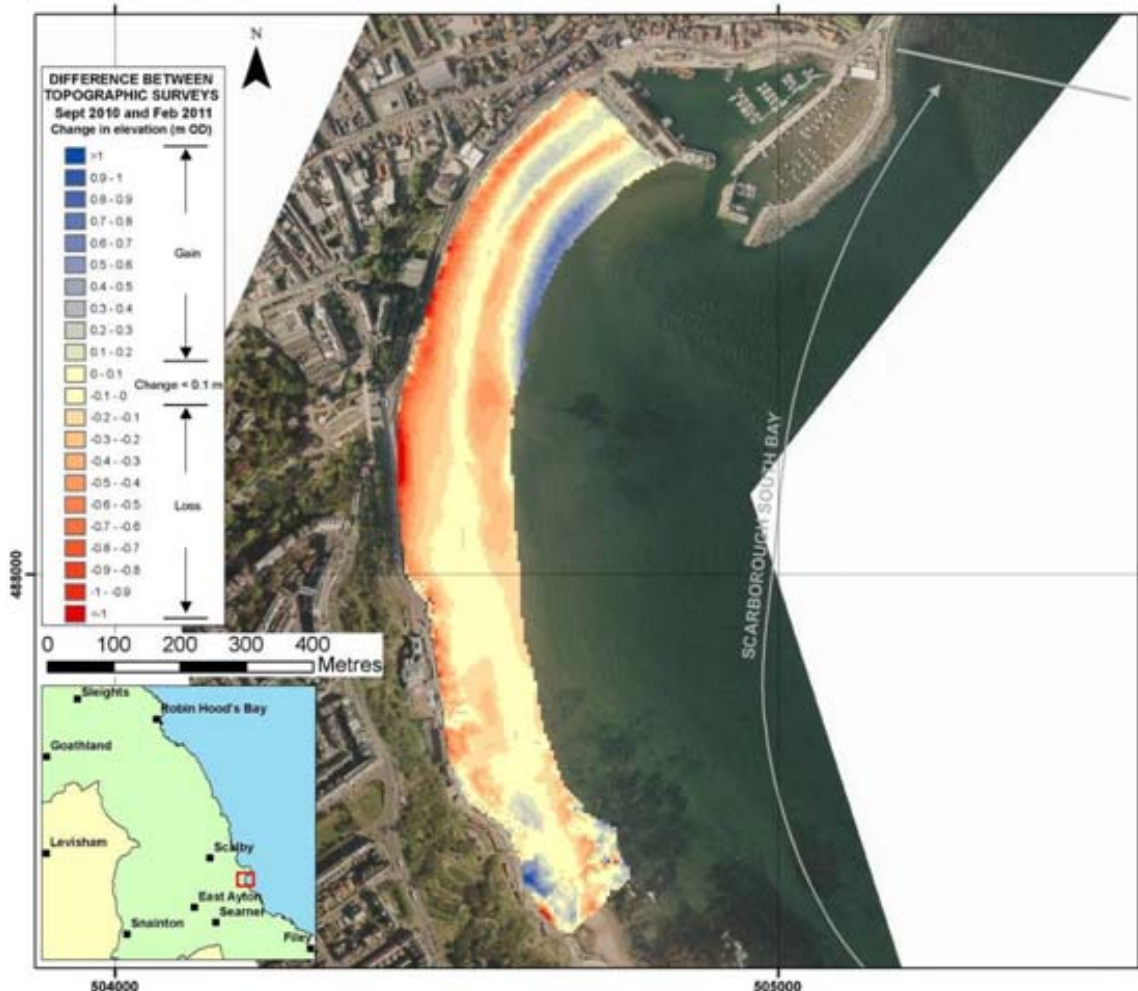 N
DIFFERENCE BETWEEN
TOPOGRAPHIC SURVEYS
Sept 2010 and Feb 2011
Change in elevation (m OD)
>1
0.9 - 1
0.8 - 0.9
0.7 - 0.8
0.6 - 0.7
0.5 - 0.6
0.4 - 0.5
0.3 - 0.4
0.2 - 0.3
0.1 - 0.2
0 - 0.1
-0.1 - 0
-0.2 - -0.1
-0.3 - -0.2
-0.4 - -0.3
-0.5 - -0.4
-0.6 - -0.5
-0.7 - -0.6
-0.8 - -0.7
-0.9 - -0.8
-1 - -0.9
<-1
Gain
Change < 0.1 m
Loss
488000
0 100 200 300 400
Metres
Sleights
Robin Hood's Bay
Goathland
Levisham
Scalby
East Ayton
Seamer
Snainton
Filey
SCARBOROUGH SOUTH BAY
504000
505000